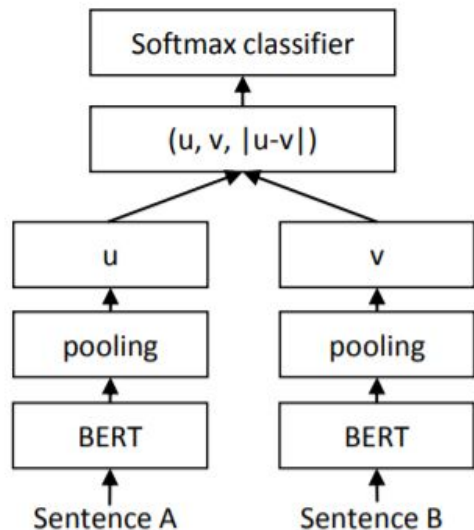 Softmax classifier
(u, v, |u-v|)
u
v
pooling
pooling
BERT
BERT
Sentence A
Sentence B